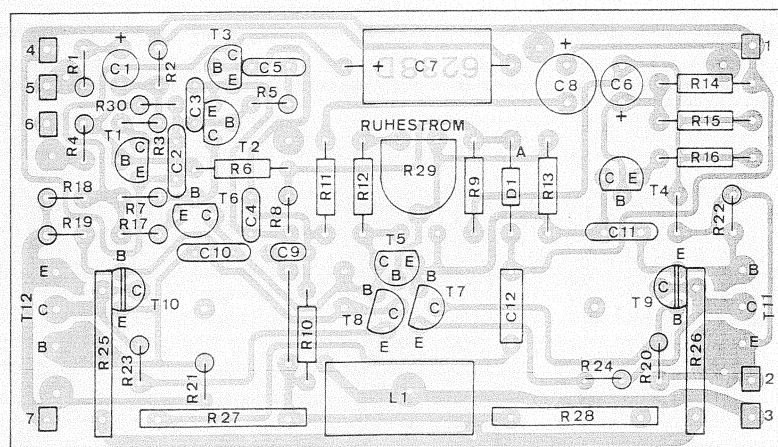 4
5
6
R1
C1
R2
T3
B C E
C5
R30
C3
R5
E B C
R4
T1
R3
B C E
C2
T2
R6
+ C7
RUHESTROM
R11
R12
R29
R9
A
D1
R13
+
C8
C6
+
1
R14
R15
R16
C E
B
T4
R22
R18
R19
R7
R17
B
E C
T6
C4
R8
C10
C9
C11
T5
C E
B
B
C
E
T8
B
C
E
T7
C12
E
T12 C
B
R25
B
C
E
T10
R23
R21
R10
L1
R24
R20
E
C
B
T9
R26
B
C T11
E
7
R27
R28
2
3